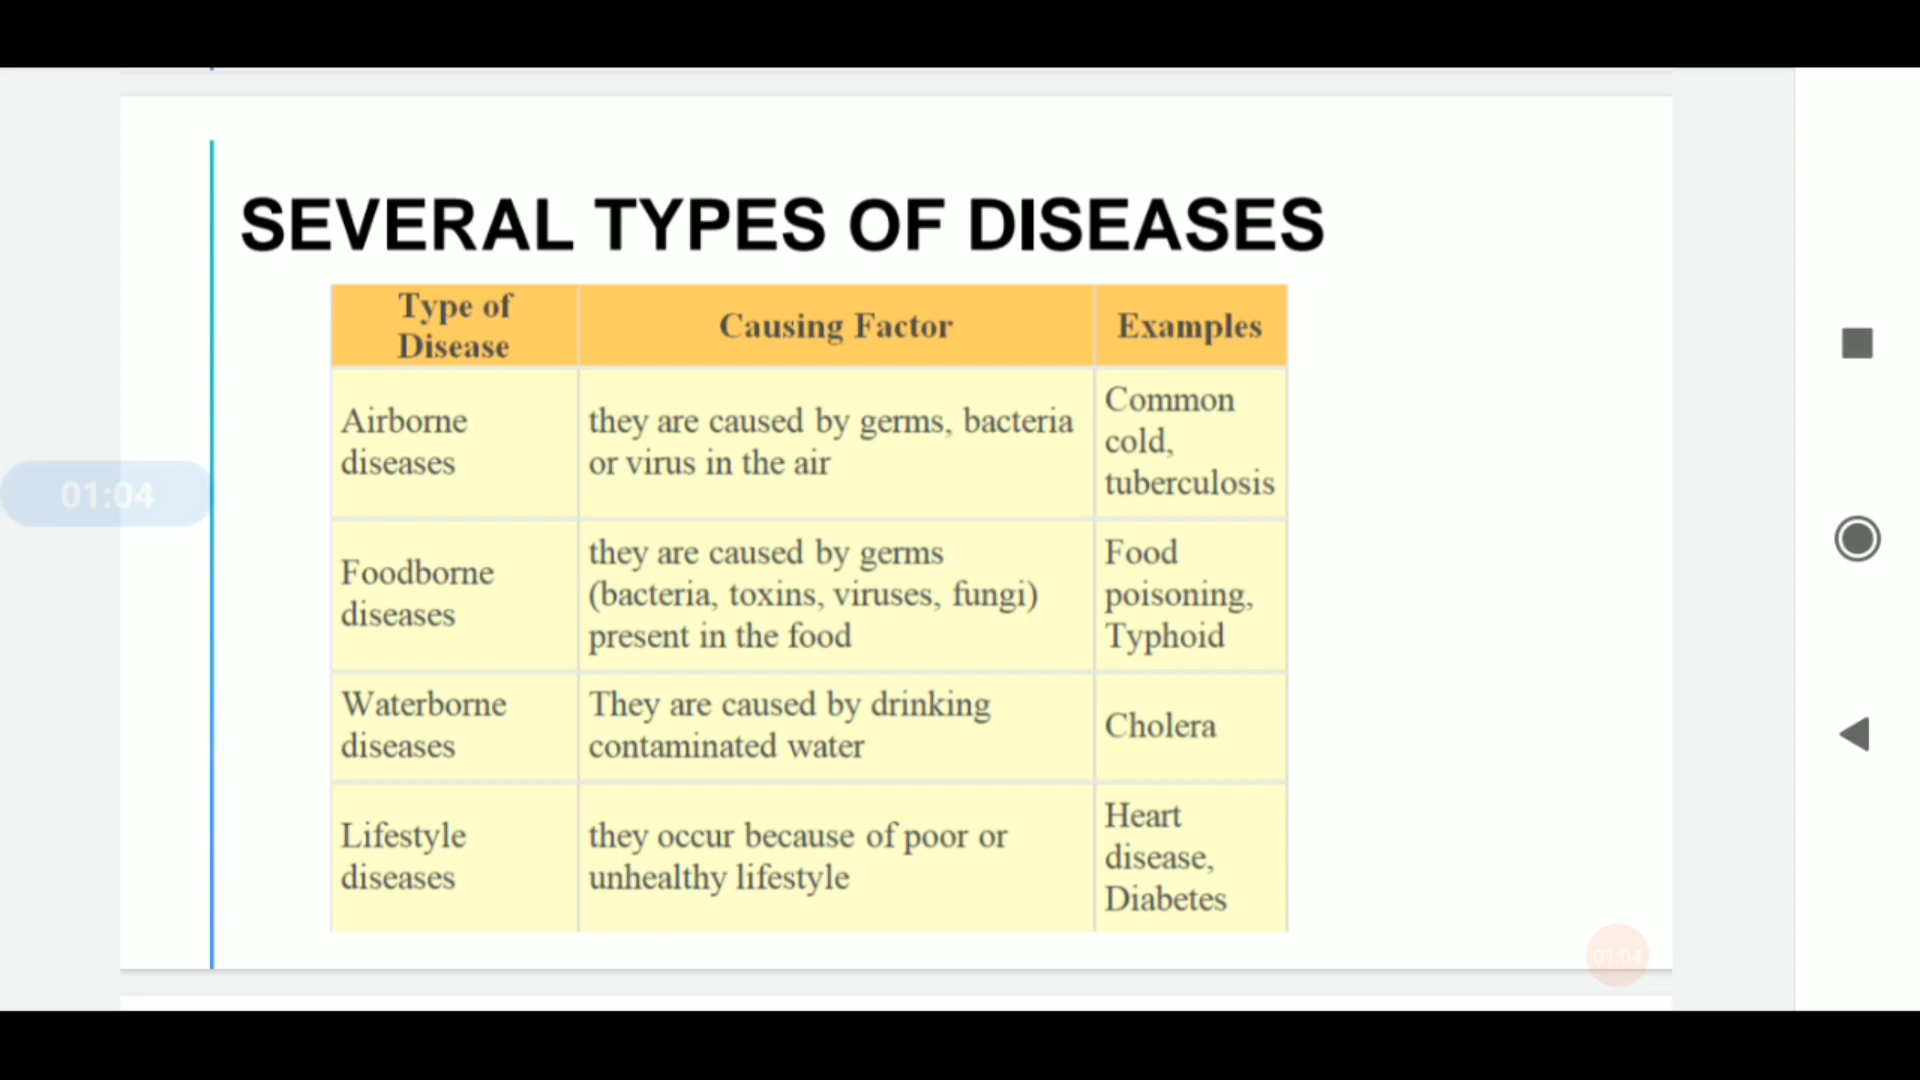 SEVERAL TYPES OF DISEASES
Type of
Disease
Causing Factor
Examples
Airborne
diseases
they are caused by germs, bacteria
or virus in the air
Common
cold,
tuberculosis
Foodborne
diseases
they are caused by germs
(bacteria, toxins, viruses, fungi)
present in the food
Food
poisoning,
Typhoid
Waterborne
diseases
They are caused by drinking
contaminated water
Cholera
Lifestyle
diseases
they occur because of poor or
unhealthy lifestyle
Heart
disease,
Diabetes
01:04
01:04